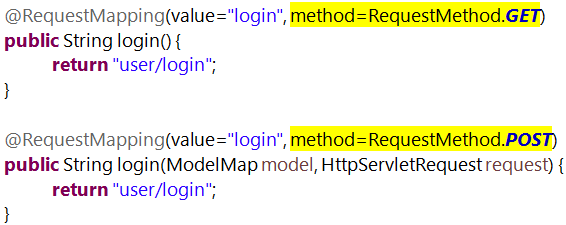 @RequestMapping(value="login", method=RequestMethod.GET)
public String login() {
return "user/login";
}
@RequestMapping(value="login", method=RequestMethod.POST)
public String login(ModelMap model, HttpServletRequest request) {
return "user/login";
}